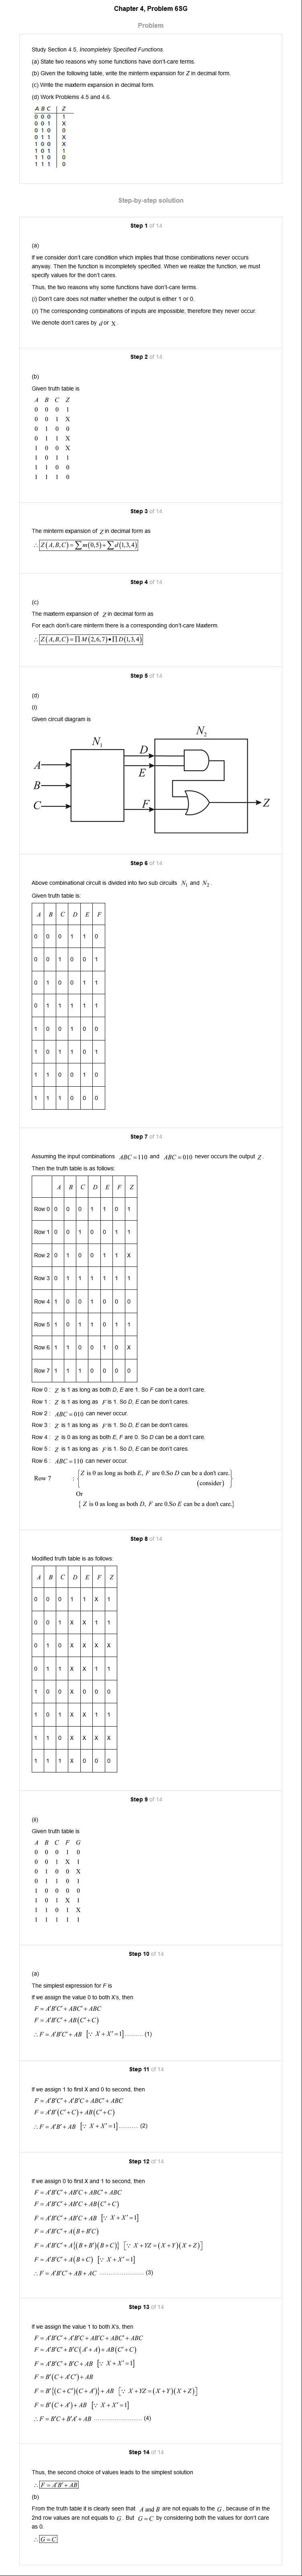 Chapter 4, Problem 6SG
Problem
Study Section 4.5, Incompletely Specified Functions.
(a) State two reasons why some functions have don't-care terms.
(b) Given the following table, write the minterm expansion for Z in decimal form.
(c) Write the maxterm expansion in decimal form.
(d) Work Problems 4.5 and 4.6.
A B C Z
0 0 0 1
0 0 1 X
0 1 0 0
0 1 1 X
1 0 0 X
1 0 1 1
1 1 0 0
1 1 1 0
Step-by-step solution
Step 1 of 14
(a)
If we consider don't care condition which implies that those combinations never occurs
anyway. Then the function is incompletely specified. When we realize the function, we must
specify values for the don't cares.
Thus, the two reasons why some functions have don't-care terms.
(i) Don't care does not matter whether the output is either 1 or 0.
(ii) The corresponding combinations of inputs are impossible, therefore they never occur.
We denote don't cares by d or X.
Step 2 of 14
(b)
Given truth table is
A B C Z
0 0 0 1
0 0 1 X
0 1 0 0
0 1 1 X
1 0 0 X
1 0 1 1
1 1 0 0
1 1 1 0
Step 3 of 14
The minterm expansion of Z in decimal form as
∴ Z(A,B,C)=∑m(0,5)+∑d(1,3,4)
Step 4 of 14
(c)
The maxterm expansion of Z in decimal form as
For each don't-care minterm there is a corresponding don't-care Maxterm.
∴ Z(A,B,C)=∏M(2,6,7)•∏D(1,3,4)
Step 5 of 14
(d)
(i)
Given circuit diagram is
N1 N2
A B C D E F Z
Step 6 of 14
Above combinational circuit is divided into two sub circuits N1 and N2.
Given truth table is:
A B C D E F
0 0 0 1 1 0
0 0 1 0 0 1
0 1 0 0 1 1
0 1 1 1 1 1
1 0 0 1 0 0
1 0 1 1 0 1
1 1 0 0 1 0
1 1 1 0 0 0
Step 7 of 14
Assuming the input combinations ABC=110 and ABC=010 never occurs the output Z.
Then the truth table is as follows:
A B C D E F Z
Row 0 0 0 0 1 1 0 1
Row 1 0 0 1 0 0 1 1
Row 2 0 1 0 0 1 1 X
Row 3 0 1 1 1 1 1 1
Row 4 1 0 0 1 0 0 0
Row 5 1 0 1 1 0 1 1
Row 6 1 1 0 0 1 0 X
Row 7 1 1 1 0 0 0 0
Row 0 : Z is 1 as long as both D, E are 1. So F can be a don't care.
Row 1 : Z is 1 as long as F is 1. So D, E can be don't cares.
Row 2 : ABC=010 can never occur.
Row 3 : Z is 1 as long as F is 1. So D, E can be don't cares.
Row 4 : Z is 0 as long as both E, F are 0. So D can be a don't care.
Row 5 : Z is 1 as long as F is 1. So D, E can be don't cares.
Row 6 : ABC=110 can never occur.
Row 7 : {Z is 0 as long as both E, F are 0.So D can be a don't care.}
(consider)
Or
{ Z is 0 as long as both D, F are 0.So E can be a don't care.}
Step 8 of 14
Modified truth table is as follows:
A B C D E F Z
0 0 0 1 1 X 1
0 0 1 X X 1 1
0 1 0 X X X X
0 1 1 X X 1 1
1 0 0 X 0 0 0
1 0 1 X X 1 1
1 1 0 X X X X
1 1 1 X 0 0 0
Step 9 of 14
(ii)
Given truth table is
A B C F G
0 0 0 1 0
0 0 1 X 1
0 1 0 0 X
0 1 1 0 1
1 0 0 0 0
1 0 1 X 1
1 1 0 1 X
1 1 1 1 1
Step 10 of 14
(a)
The simplest expression for F is
If we assign the value 0 to both X's, then
F = A'B'C'+ABC'+ABC
F = A'B'C'+AB(C'+C)
∴ F = A'B'C'+AB [∵ X+X'=1]......... (1)
Step 11 of 14
If we assign 1 to first X and 0 to second, then
F = A'B'C'+A'B'C+ABC'+ABC
F = A'B'(C'+C)+AB(C'+C)
∴ F = A'B'+AB [∵ X+X'=1].......... (2)
Step 12 of 14
If we assign 0 to first X and 1 to second, then
F = A'B'C'+AB'C+ABC'+ABC
F = A'B'C'+AB'C+AB(C'+C)
F = A'B'C'+AB'C+AB [∵ X+X'=1]
F = A'B'C'+A(B+B'C)
F = A'B'C'+A{(B+B')(B+C)} [∵ X+YZ=(X+Y)(X+Z)]
F = A'B'C'+A(B+C) [∵ X+X'=1]
∴ F = A'B'C'+AB+AC ....................... (3)
Step 13 of 14
If we assign the value 1 to both X's, then
F = A'B'C'+A'B'C+AB'C+ABC'+ABC
F = A'B'C'+B'C(A'+A)+AB(C'+C)
F = A'B'C'+B'C+AB [∵ X+X'=1]
F = B'(C+A'C')+AB
F = B'{(C+C')(C+A')}+AB [∵ X+YZ=(X+Y)(X+Z)]
F = B'(C+A')+AB [∵ X+X'=1]
∴ F = B'C+B'A'+AB ..................... (4)
Step 14 of 14
Thus, the second choice of values leads to the simplest solution
∴ F = A'B'+AB
(b)
From the truth table it is clearly seen that A and B are not equals to the G, because of in the
2nd row values are not equals to G. But G=C by considering both the values for don't care
as 0.
∴ G=C